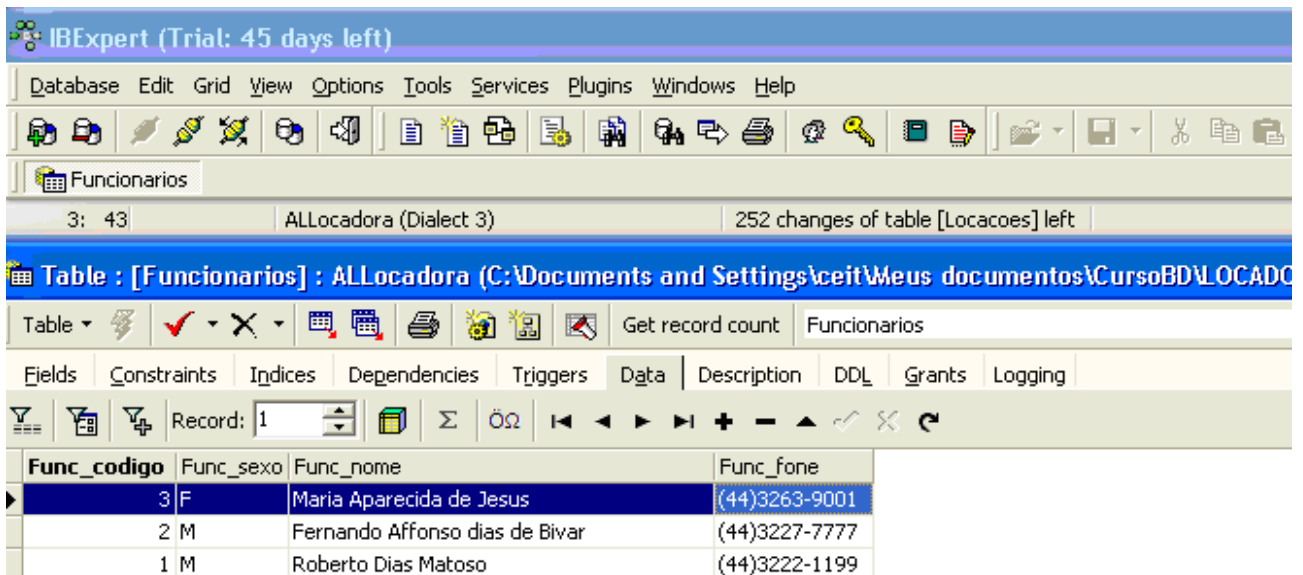 IBExpert (Trial: 45 days left)
Database Edit Grid View Options Tools Services Plugins Windows Help
Funcionarios
3: 43 ALLocadora (Dialect 3) 252 changes of table [Locacoes] left
Table : [Funcionarios] : ALLocadora (C:\Documents and Settings\ceit\Meus documentos\CursoBD\LOCADO
Table Get record count Funcionarios
Fields Constraints Indices Dependencies Triggers Data Description DDL Grants Logging
Record: 1 Σ ÖΩ
Func_codigo Func_sexo Func_nome Func_fone
3 F Maria Aparecida de Jesus (44)3263-9001
2 M Fernando Affonso dias de Bivar (44)3227-7777
1 M Roberto Dias Matoso (44)3222-1199